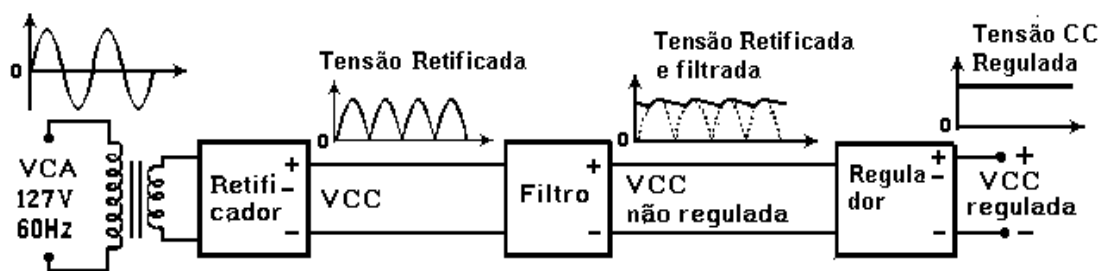 0
VCA
127V
60Hz
Retifi
cador
+
-
-
Tensão Retificada
0
VCC
Filtro
+
-
Tensão Retificada
e filtrada
0
VCC
não regulada
Regula
dor
+
-
-
Tensão CC
Regulada
0
+
VCC
regulada
-